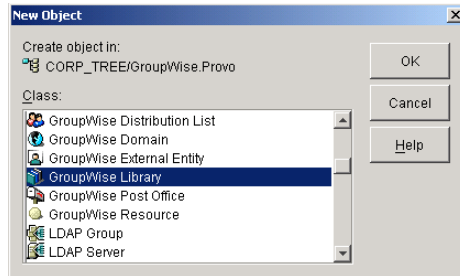 New Object
Create object in:
CORP_TREE/GroupWise.Provo
Class:
GroupWise Distribution List
GroupWise Domain
GroupWise External Entity
GroupWise Library
GroupWise Post Office
GroupWise Resource
LDAP Group
LDAP Server
OK
Cancel
Help